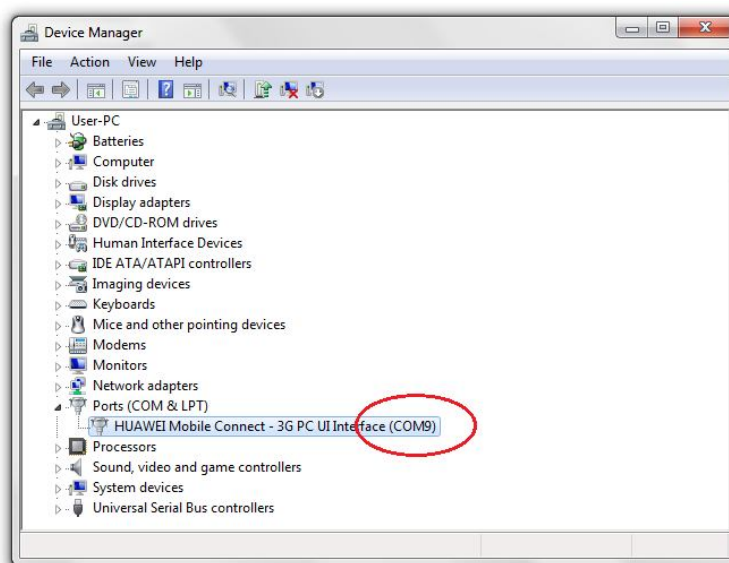 Device Manager
File Action View Help
User-PC
Batteries
Computer
Disk drives
Display adapters
DVD/CD-ROM drives
Human Interface Devices
IDE ATA/ATAPI controllers
Imaging devices
Keyboards
Mice and other pointing devices
Modems
Monitors
Network adapters
Ports (COM & LPT)
HUAWEI Mobile Connect - 3G PC UI Interface (COM9)
Processors
Sound, video and game controllers
System devices
Universal Serial Bus controllers